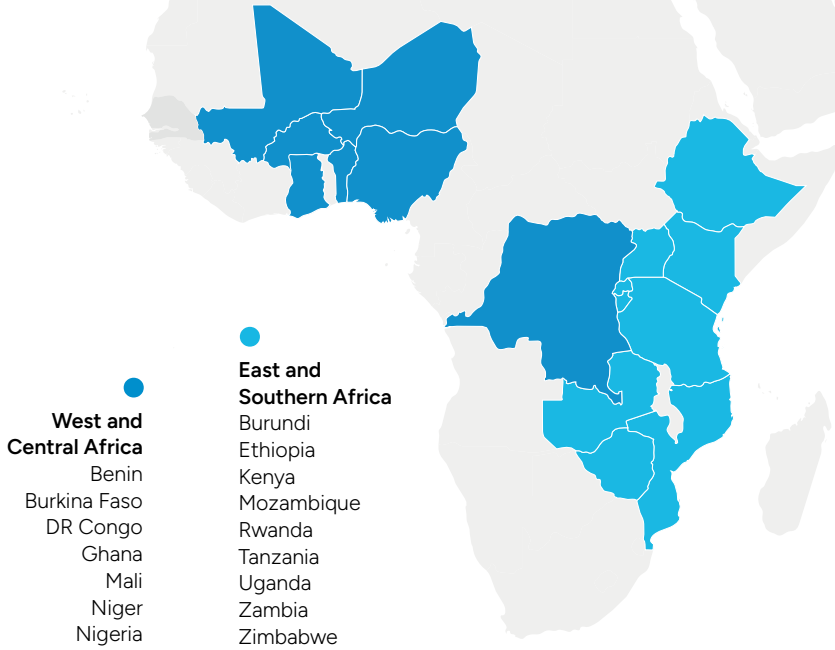 West and
Central Africa
Benin
Burkina Faso
DR Congo
Ghana
Mali
Niger
Nigeria
East and
Southern Africa
Burundi
Ethiopia
Kenya
Mozambique
Rwanda
Tanzania
Uganda
Zambia
Zimbabwe